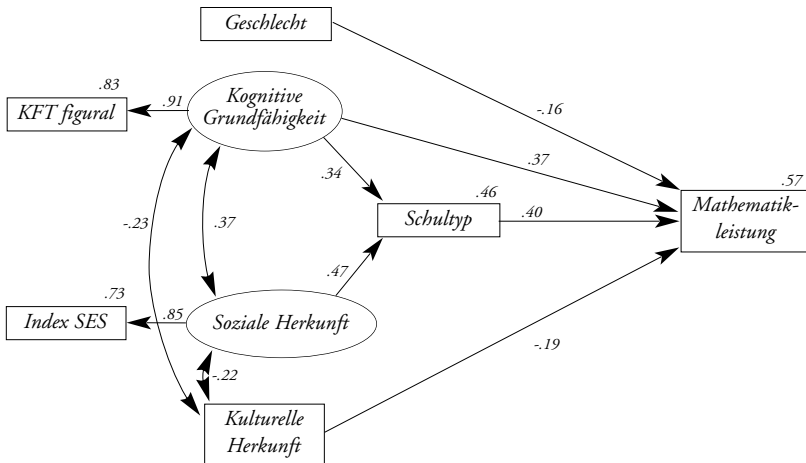 Geschlecht
.83
KFT figural
.91
Kognitive
Grundfähigkeit
-.16
.37
.34
.57
Mathematik-
leistung
.46
Schultyp
.40
-.23
.37
.47
.73
Index SES
.85
Soziale Herkunft
-.22
-.19
Kulturelle
Herkunft